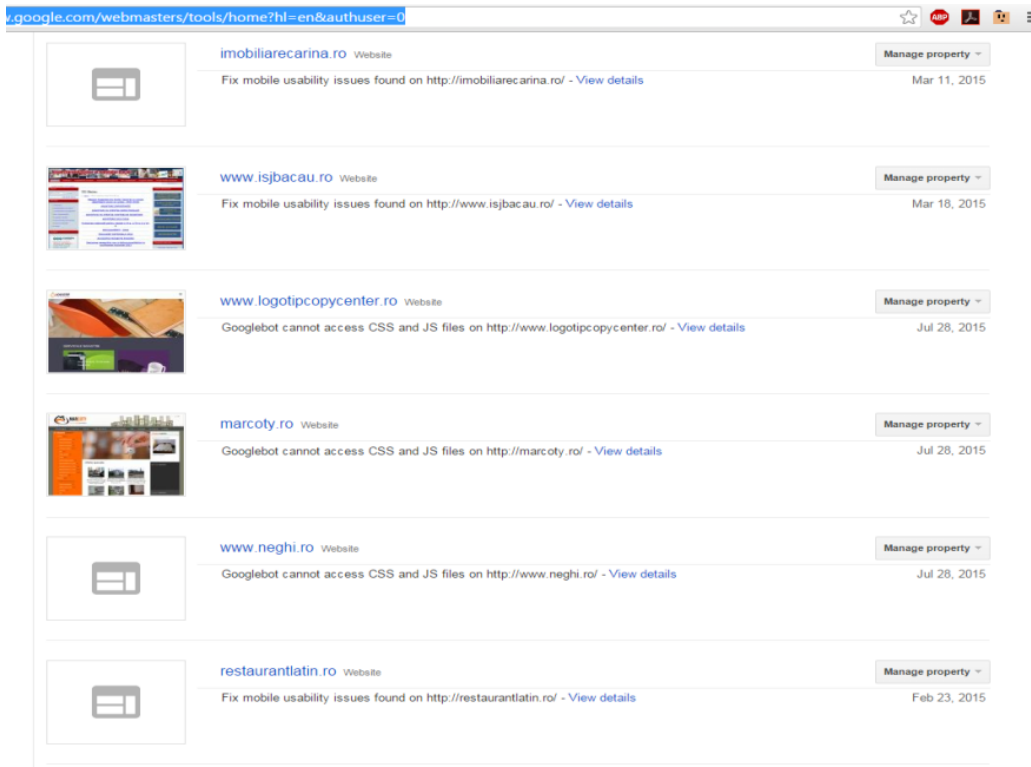 v.google.com/webmasters/tools/home?hl=en&authuser=0
ABP
imobiliarecarina.ro Website
Manage property
Fix mobile usability issues found on http://imobiliarecarina.ro/ - View details
Mar 11, 2015
www.isjbacau.ro Website
Manage property
Fix mobile usability issues found on http://www.isjbacau.ro/ - View details
Mar 18, 2015
www.logotipcopycenter.ro Website
Manage property
Googlebot cannot access CSS and JS files on http://www.logotipcopycenter.ro/ - View details
Jul 28, 2015
marcoty.ro Website
Manage property
Googlebot cannot access CSS and JS files on http://marcoty.ro/ - View details
Jul 28, 2015
www.neghi.ro Website
Manage property
Googlebot cannot access CSS and JS files on http://www.neghi.ro/ - View details
Jul 28, 2015
restaurantlatin.ro Website
Manage property
Fix mobile usability issues found on http://restaurantlatin.ro/ - View details
Feb 23, 2015